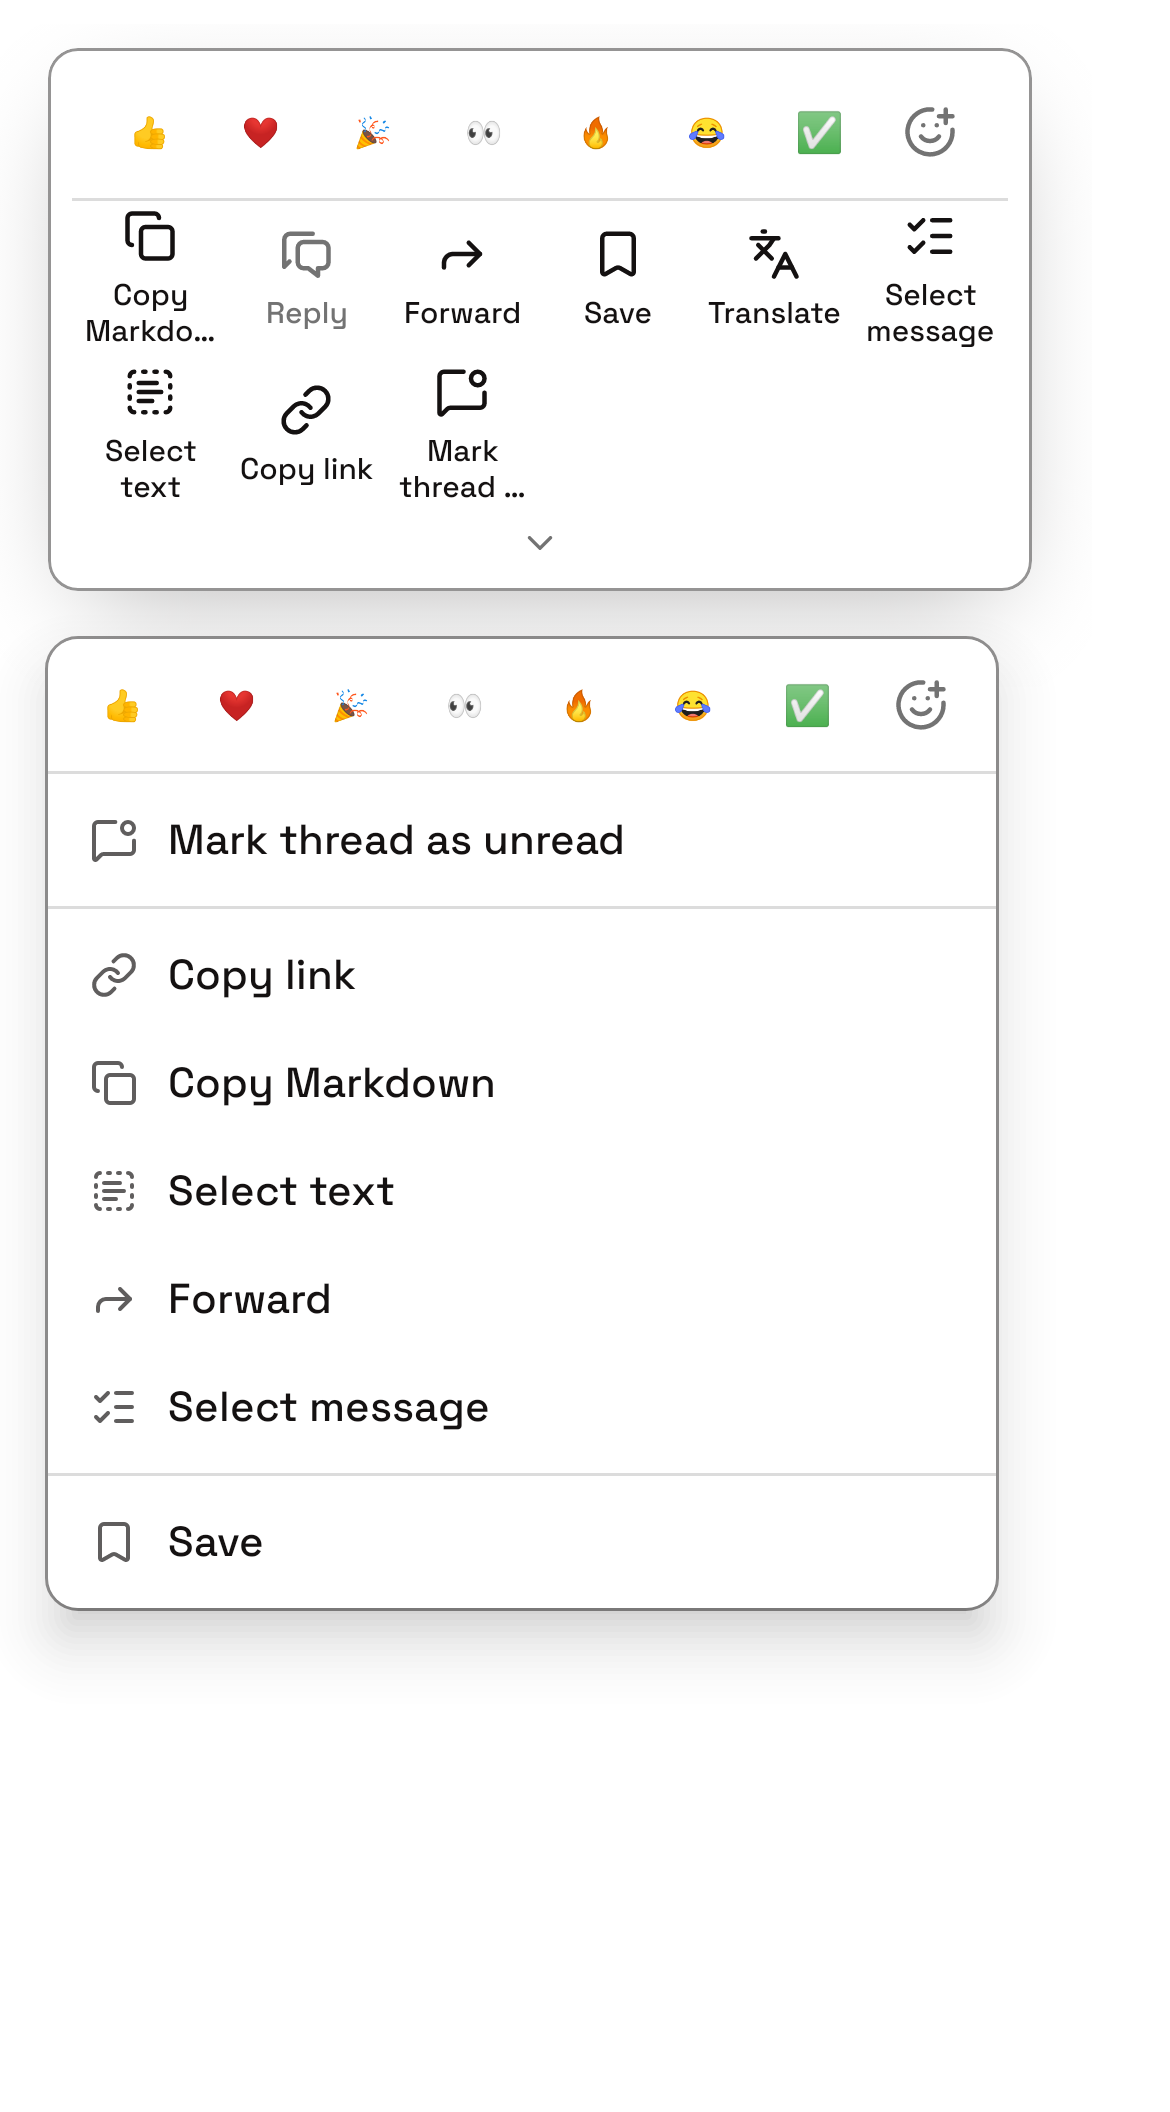 👍 ❤️ 🎉 👀 🔥 😂 ✅
Copy
Markdo...
Reply
Forward
Save
Translate
Select
message
Select
text
Copy link
Mark
thread ...
👍 ❤️ 🎉 👀 🔥 😂 ✅
Mark thread as unread
Copy link
Copy Markdown
Select text
Forward
Select message
Save